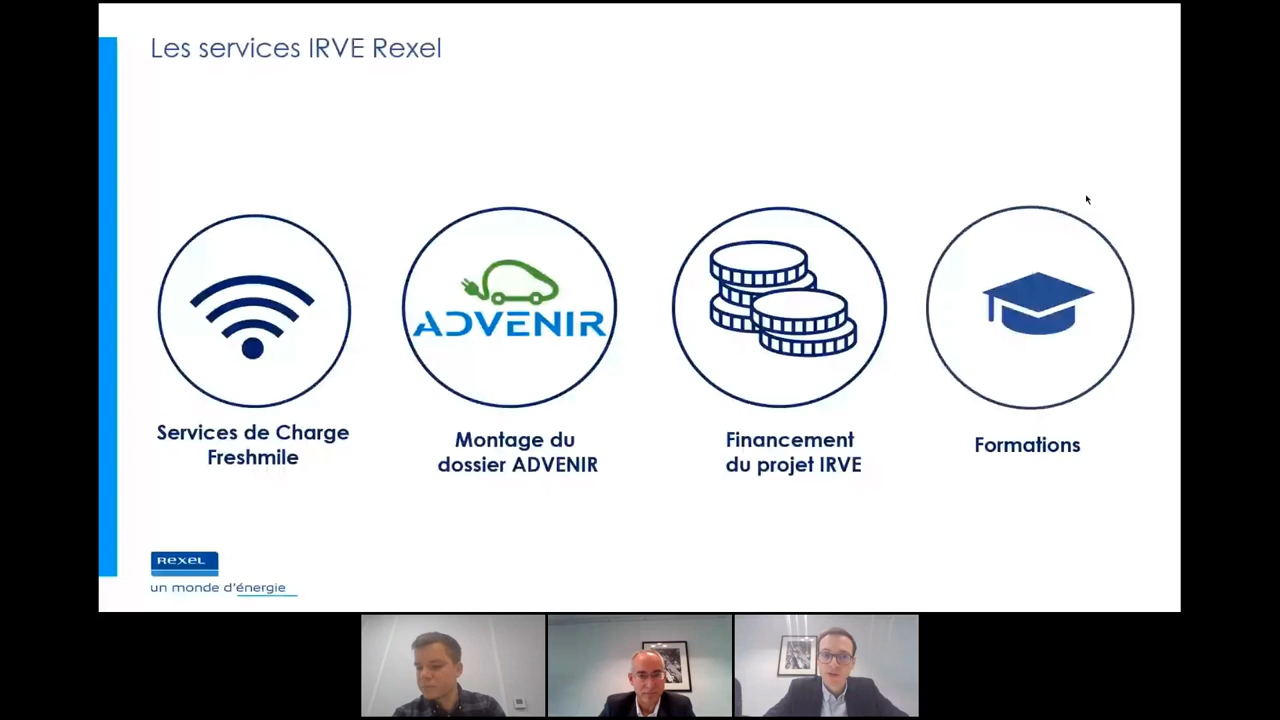 Les services IRVE Rexel
ADVENIR
Services de Charge
Freshmile
Montage du
dossier ADVENIR
Financement
du projet IRVE
Formations
REXEL
un monde d'énergie